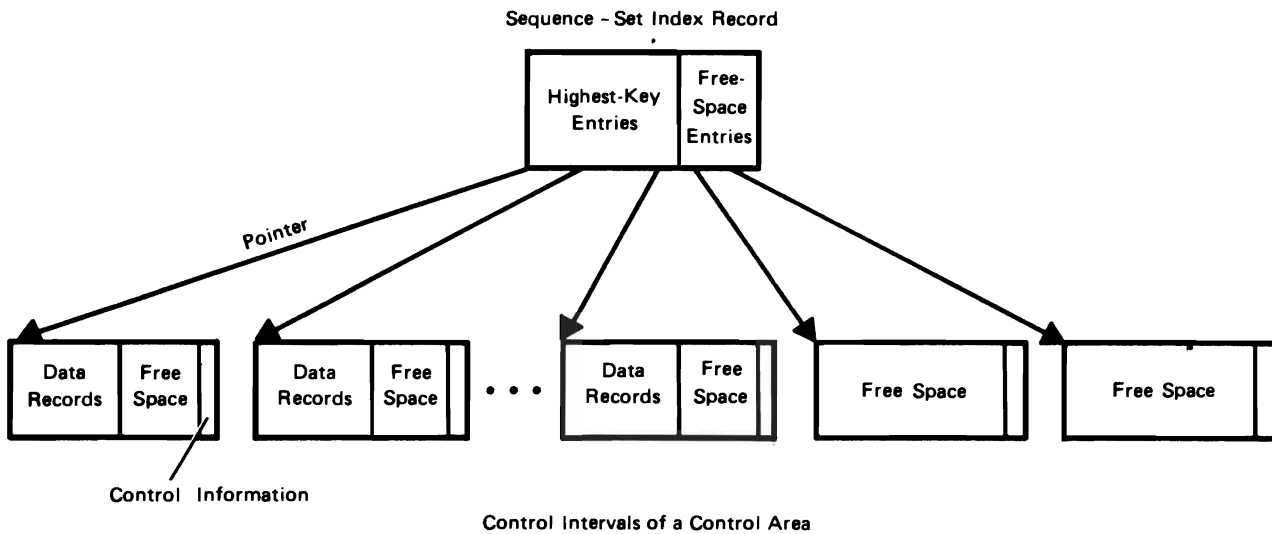 Sequence – Set Index Record
Highest-Key
Entries
Free-
Space
Entries
Pointer
Data
Records
Free
Space
Data
Records
Free
Space
• • •
Data
Records
Free
Space
Free Space
Free Space
Control Information
Control Intervals of a Control Area